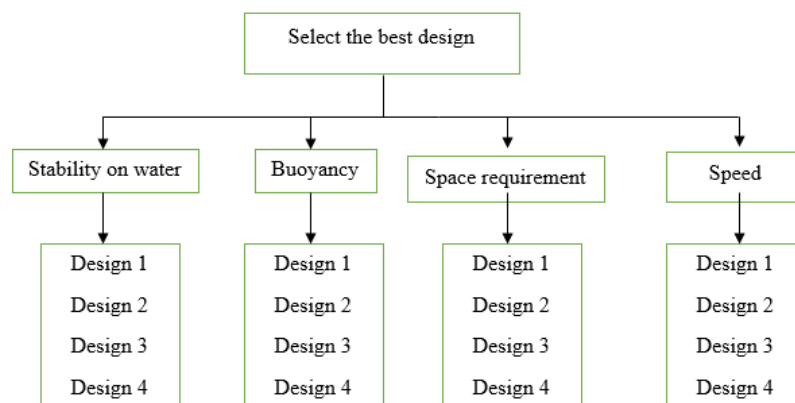 Select the best design
Stability on water
Buoyancy
Space requirement
Speed
Design 1
Design 2
Design 3
Design 4
Design 1
Design 2
Design 3
Design 4
Design 1
Design 2
Design 3
Design 4
Design 1
Design 2
Design 3
Design 4